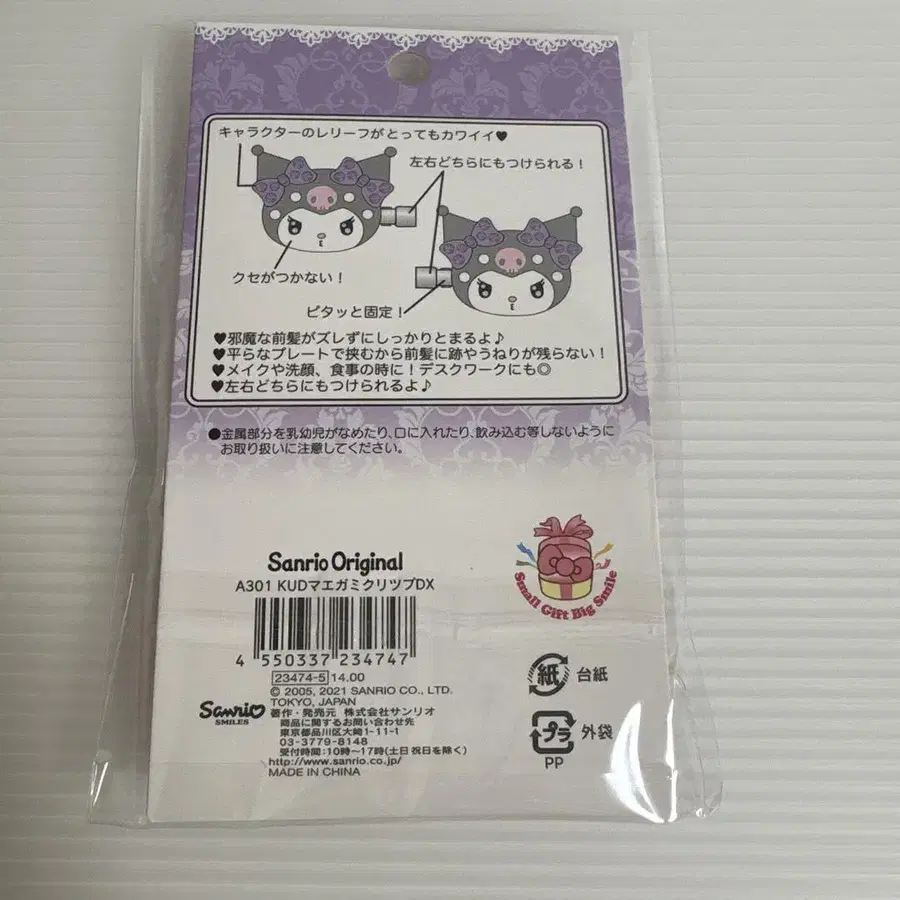 キャラクターのレリーフがとってもカワイイ♥
左右どちらにもつけられる！
クセがつかない！
ピタッと固定！
♥邪魔な前髪がズレずにしっかりとまるよ♪
♥平らなプレートで挟むから前髪に跡やうねりが残らない！
♥メイクや洗顔、食事の時に！デスクワークにも◎
♥左右どちらにもつけられるよ♪
●金属部分を乳幼児がなめたり、口に入れたり、飲み込む等しないように
お取り扱いに注意してください。
Sanrio Original
A301 KUDマエガミクリツプDX
4 550337 234747
23474-5 14.00
© 2005, 2021 SANRIO CO., LTD.
TOKYO, JAPAN
著作・発売元 株式会社サンリオ
商品に関するお問い合わせ先
東京都品川区大崎1-11-1
03-3779-8148
受付時間:10時〜17時(土日祝日を除く)
http://www.sanrio.co.jp/
MADE IN CHINA
Sanrio
SMILES
Small Gift Big Smile
紙 台紙
プラ 外袋
PP